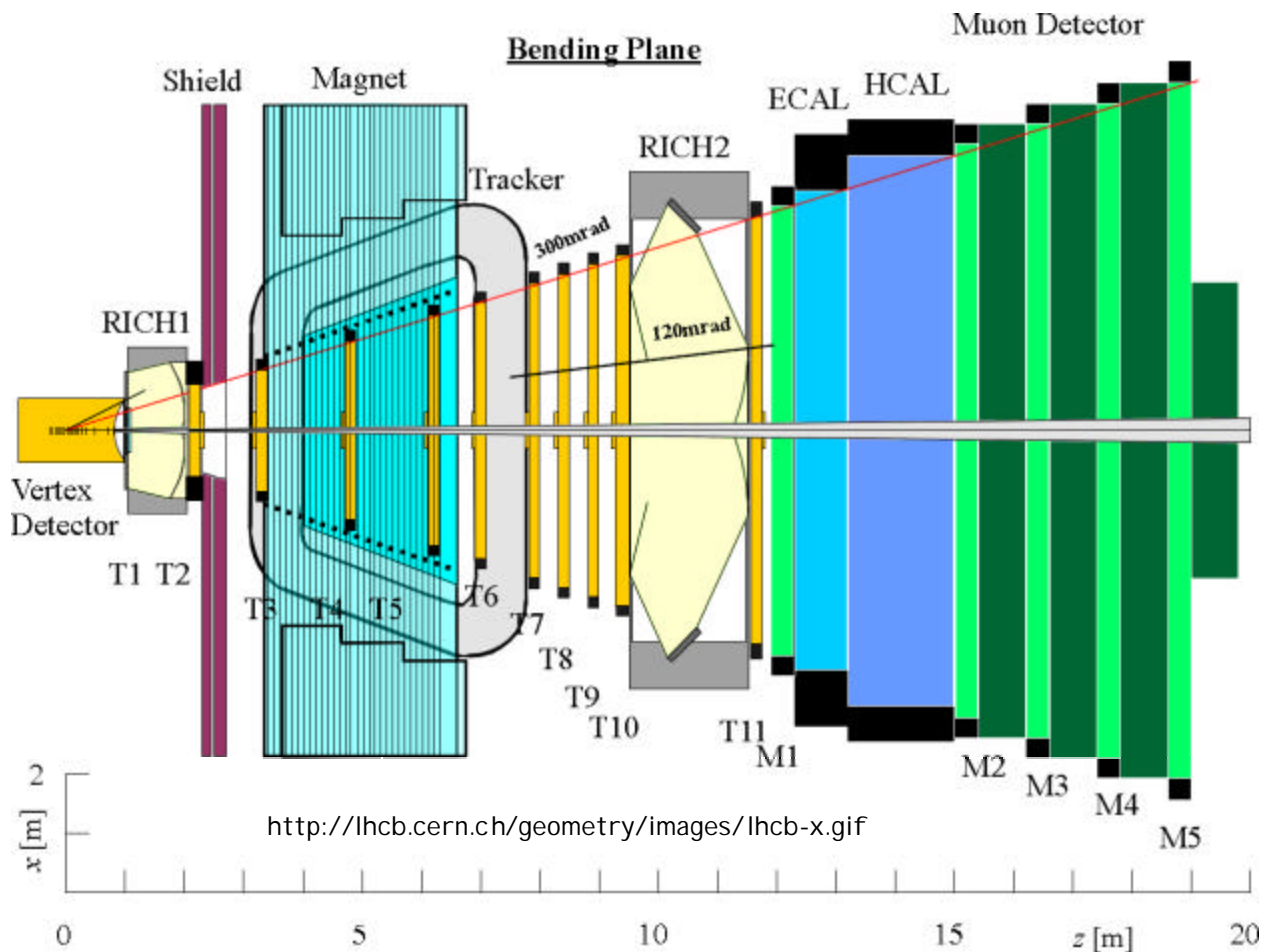 Muon Detector
Bending Plane
Shield
Magnet
ECAL
HCAL
RICH2
Tracker
300mrad
RICH1
120mrad
Vertex
Detector
T1
T2
T3
T4
T5
T6
T7
T8
T9
T10
T11
M1
M2
M3
M4
M5
2
x [m]
http://lhcb.cern.ch/geometry/images/lhcb-x.gif
0
5
10
15
z [m]
20